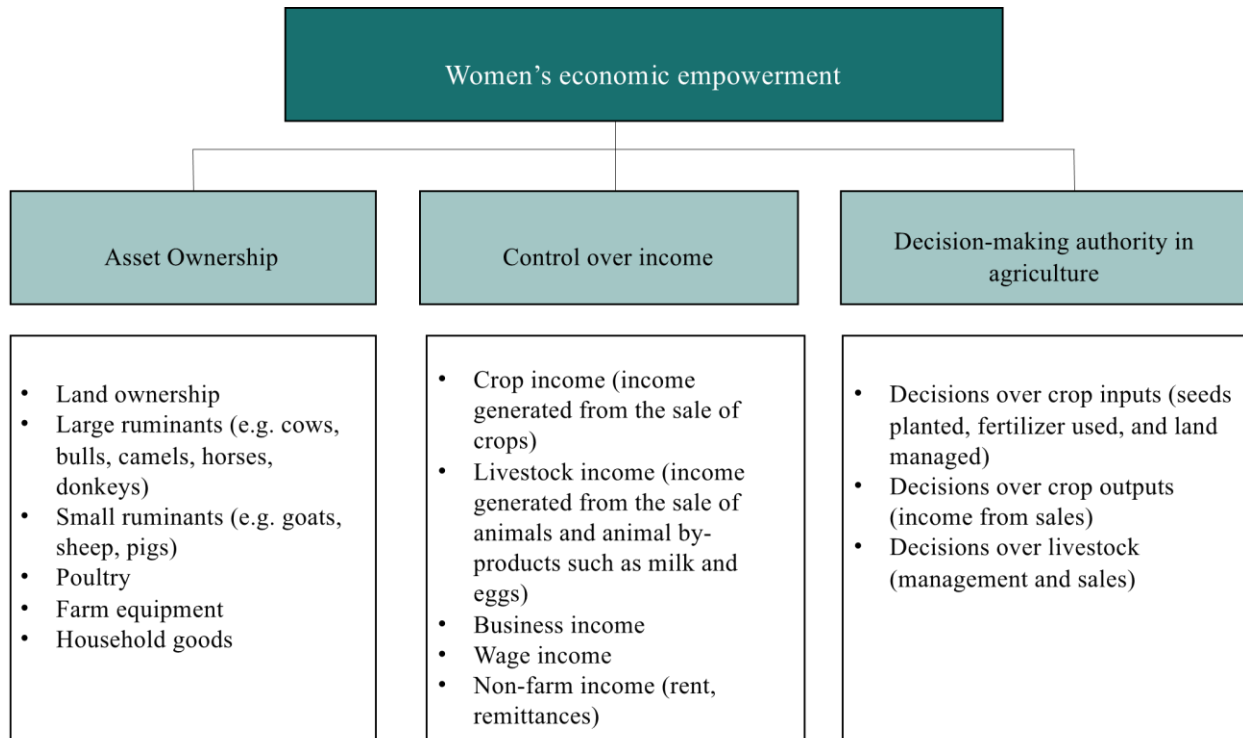 Women’s economic empowerment
Asset Ownership
Control over income
Decision-making authority in
agriculture
• Land ownership
• Large ruminants (e.g. cows,
bulls, camels, horses,
donkeys)
• Small ruminants (e.g. goats,
sheep, pigs)
• Poultry
• Farm equipment
• Household goods
• Crop income (income
generated from the sale of
crops)
• Livestock income (income
generated from the sale of
animals and animal by-
products such as milk and
eggs)
• Business income
• Wage income
• Non-farm income (rent,
remittances)
• Decisions over crop inputs (seeds
planted, fertilizer used, and land
managed)
• Decisions over crop outputs
(income from sales)
• Decisions over livestock
(management and sales)